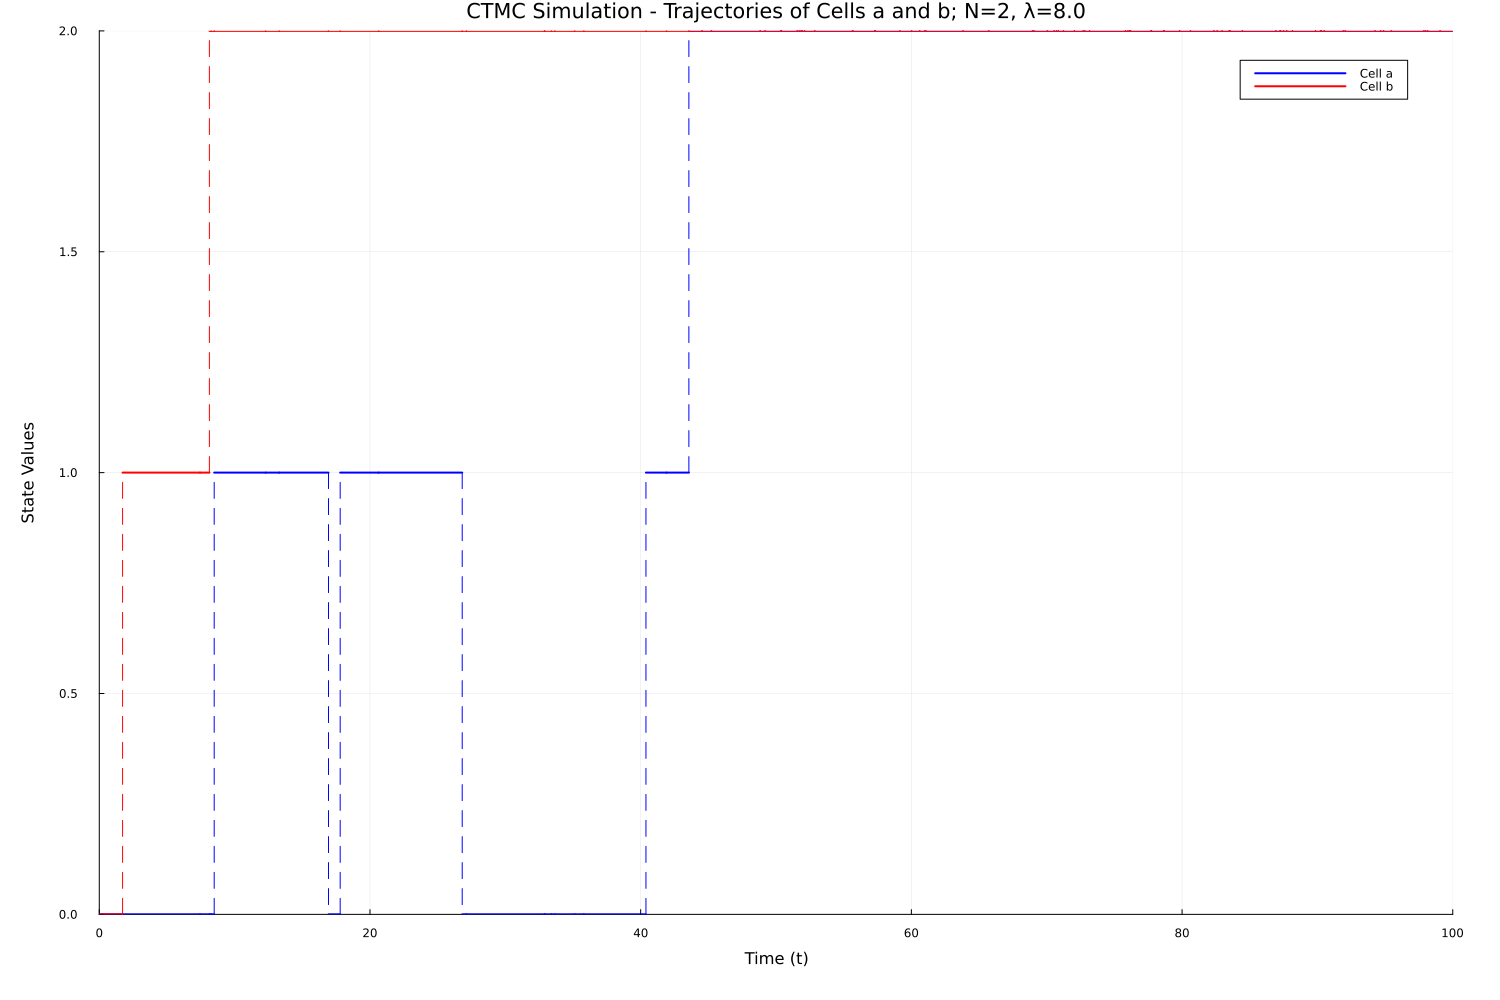 CTMC Simulation - Trajectories of Cells a and b; N=2, λ=8.0
2.0
Cell a
Cell b
1.5
1.0
State Values
0.5
0.0
0 20 40 60 80 100
Time (t)